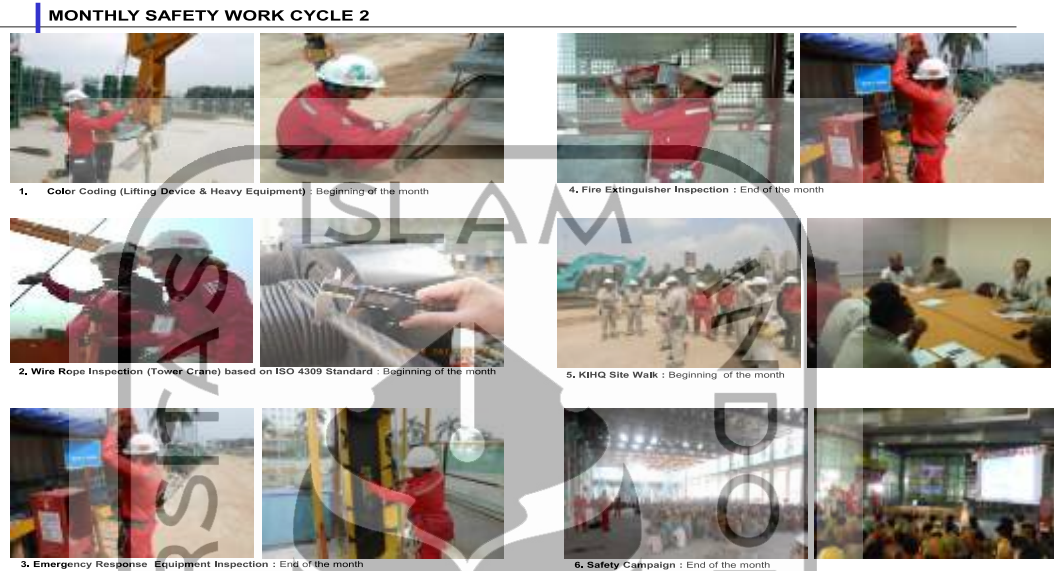 MONTHLY SAFETY WORK CYCLE 2
1. Color Coding (Lifting Device & Heavy Equipment) : Beginning of the month
4. Fire Extinguisher Inspection : End of the month
2. Wire Rope Inspection (Tower Crane) based on ISO 4309 Standard : Beginning of the month
5. KIHQ Site Walk : Beginning of the month
3. Emergency Response Equipment Inspection : End of the month
6. Safety Campaign : End of the month
ISLAM